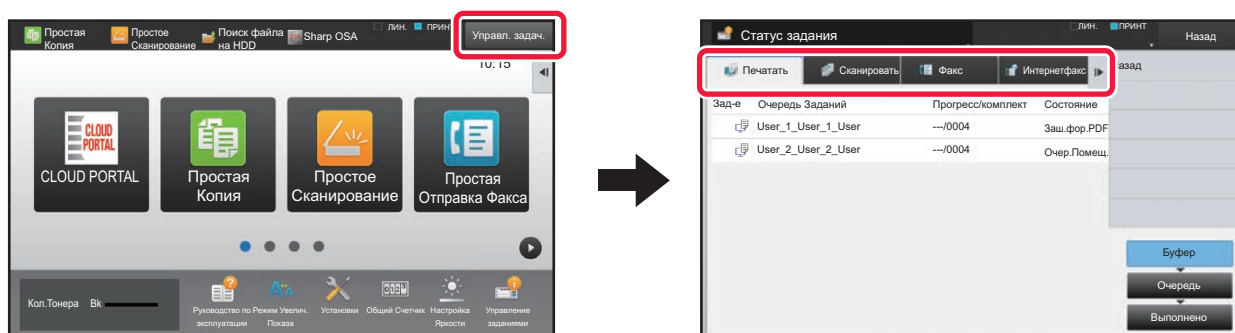 Простая
Копия
Простое
Сканирование
Поиск файла
на HDD
Sharp OSA
ЛИН.
ПРИНТ
Управл. задач.
10:15
CLOUD
PORTAL
CLOUD PORTAL
Простая
Копия
Простое
Сканирование
Простая
Отправка Факса
Кол.Тонера Bk
Руководство по
эксплуатации
Режим Увелич.
Показа
Установки
Общий Счетчик
Настройка
Яркости
Управление
заданиями
Статус задания
ЛИН.
ПРИНТ
Назад
Печатать
Сканировать
Факс
Интернетфакс
азад
Зад-е Очередь Заданий Прогресс/комплект Состояние
User_1_User_1_User ---/0004 Заш.фор.PDF
User_2_User_2_User ---/0004 Очер.Помещ.
Буфер
Очередь
Выполнено